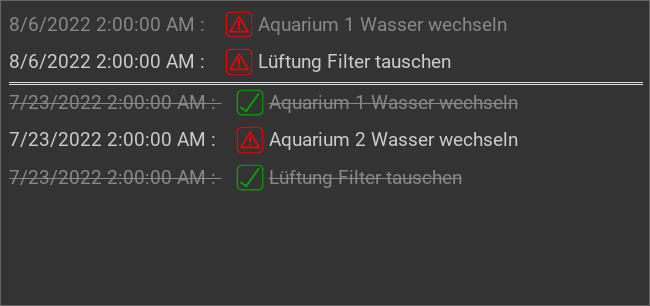 8/6/2022 2:00:00 AM : Aquarium 1 Wasser wechseln
8/6/2022 2:00:00 AM : Lüftung Filter tauschen
7/23/2022 2:00:00 AM : Aquarium 1 Wasser wechseln
7/23/2022 2:00:00 AM : Aquarium 2 Wasser wechseln
7/23/2022 2:00:00 AM : Lüftung Filter tauschen